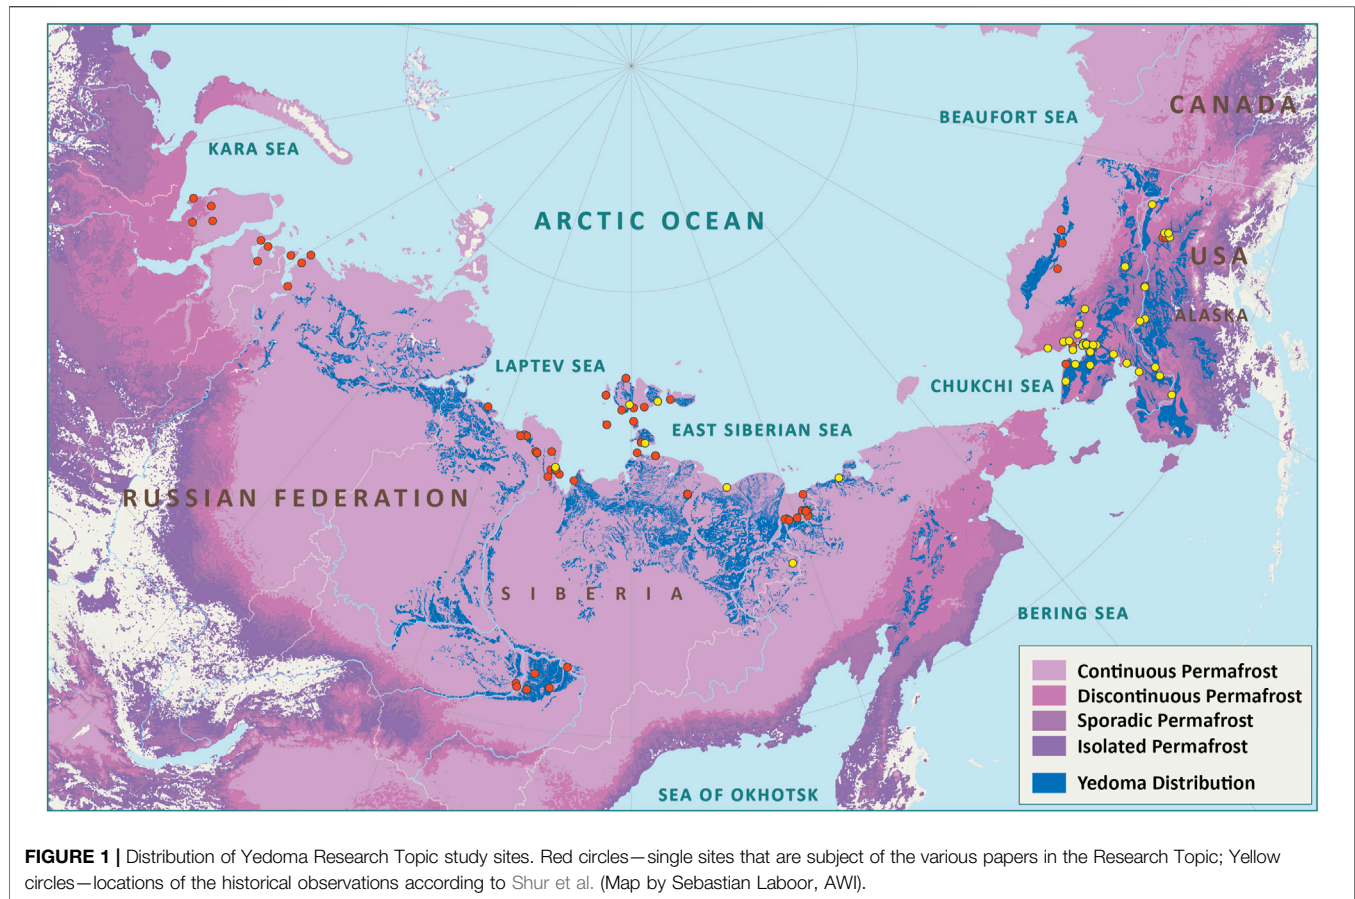 CANADA
BEAUFORT SEA
KARA SEA
ARCTIC OCEAN
USA
ALASKA
LAPTEV SEA
CHUKCHI SEA
EAST SIBERIAN SEA
RUSSIAN FEDERATION
SIBERIA
BERING SEA
SEA OF OKHOTSK
Continuous Permafrost
Discontinuous Permafrost
Sporadic Permafrost
Isolated Permafrost
Yedoma Distribution
FIGURE 1 | Distribution of Yedoma Research Topic study sites. Red circles—single sites that are subject of the various papers in the Research Topic; Yellow
circles—locations of the historical observations according to Shur et al. (Map by Sebastian Laboor, AWI).